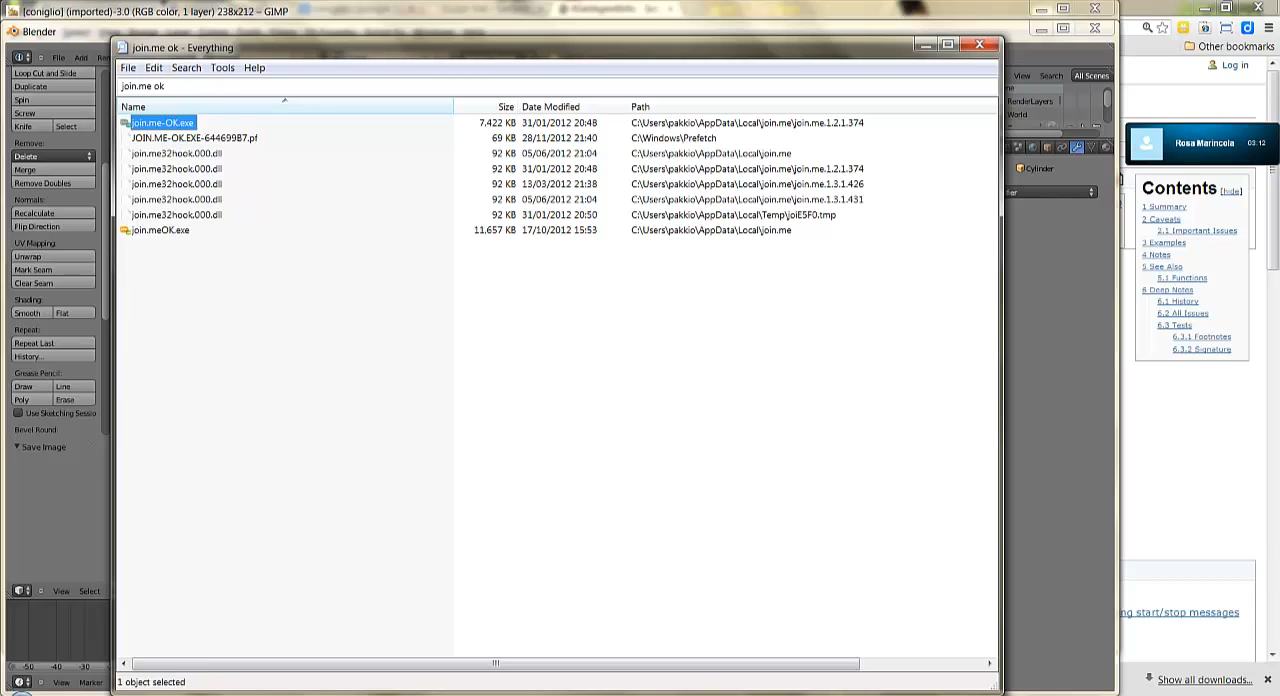 [coniglio] (imported)-3.0 (RGB color, 1 layer) 238x212 – GIMP
Blender
join.me ok - Everything
File Edit Search Tools Help
join.me ok
Name Size Date Modified Path
join.me-OK.exe 7.422 KB 31/01/2012 20:48 C:\Users\pakkio\AppData\Local\join.me\join.me.1.2.1.374
JOIN.ME-OK.EXE-644699B7.pf 69 KB 28/11/2012 21:40 C:\Windows\Prefetch
join.me32hook.000.dll 92 KB 05/06/2012 21:04 C:\Users\pakkio\AppData\Local\join.me
join.me32hook.000.dll 92 KB 31/01/2012 20:48 C:\Users\pakkio\AppData\Local\join.me\join.me.1.2.1.374
join.me32hook.000.dll 92 KB 13/03/2012 21:38 C:\Users\pakkio\AppData\Local\join.me\join.me.1.3.1.426
join.me32hook.000.dll 92 KB 05/06/2012 21:04 C:\Users\pakkio\AppData\Local\join.me\join.me.1.3.1.431
join.me32hook.000.dll 92 KB 31/01/2012 20:50 C:\Users\pakkio\AppData\Local\Temp\joiE5F0.tmp
join.meOK.exe 11.657 KB 17/10/2012 15:53 C:\Users\pakkio\AppData\Local\join.me
1 object selected
File Add Ren
Loop Cut and Slide
Duplicate
Spin
Screw
Knife Select
Remove:
Delete
Merge
Remove Doubles
Normals:
Recalculate
Flip Direction
UV Mapping:
Unwrap
Mark Seam
Clear Seam
Shading:
Smooth Flat
Repeat:
Repeat Last
History...
Grease Pencil:
Draw Line
Poly Erase
Use Sketching Sessio
Bevel Round
Save Image
View Select
-50 -40 -30
View Marker
View Search All Scenes
RenderLayers
World
Cylinder
fier
Other bookmarks
Log in
Rosa Marincola 03:12
Contents [hide]
1 Summary
2 Caveats
2.1 Important Issues
3 Examples
4 Notes
5 See Also
5.1 Functions
6 Deep Notes
6.1 History
6.2 All Issues
6.3 Tests
6.3.1 Footnotes
6.3.2 Signature
ng start/stop messages
Show all downloads...